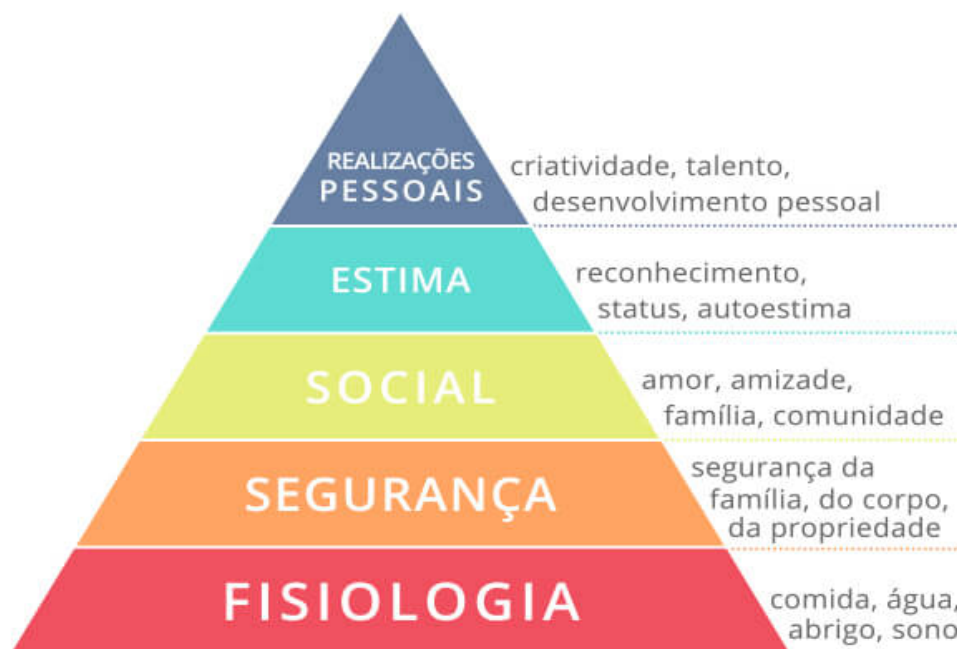 REALIZAÇÕES
PESSOAIS
criatividade, talento,
desenvolvimento pessoal
ESTIMA
reconhecimento,
status, autoestima
SOCIAL
amor, amizade,
família, comunidade
SEGURANÇA
segurança da
família, do corpo,
da propriedade
FISIOLOGIA
comida, água,
abrigo, sono